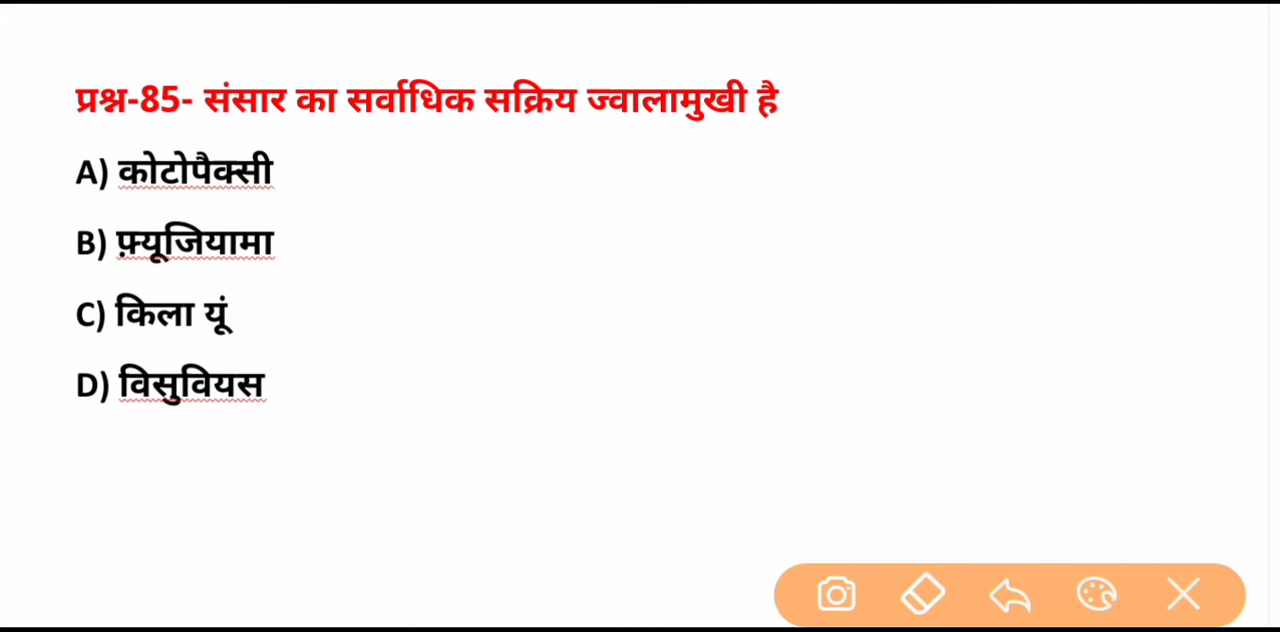 प्रश्न-85- संसार का सर्वाधिक सक्रिय ज्वालामुखी है
A) कोटोपैक्सी
B) फ़्यूजियामा
C) किला यूं
D) विसुवियस